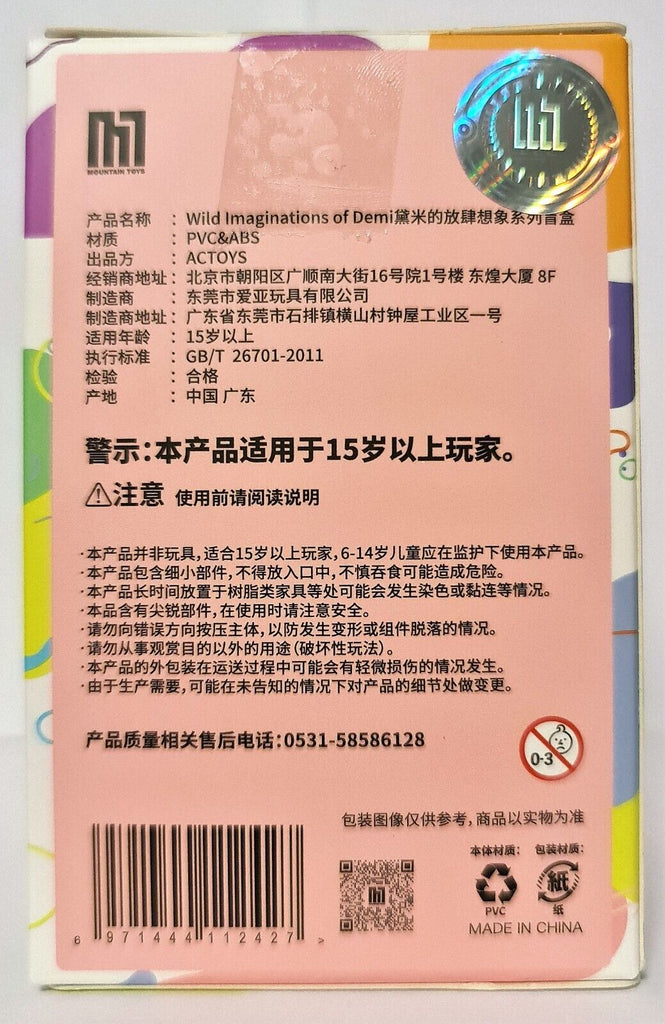 MOUNTAIN TOYS
产品名称 : Wild Imaginations of Demi黛米的放肆想象系列盲盒
材质 : PVC&ABS
出品方 : ACTOYS
经销商地址: 北京市朝阳区广顺南大街16号院1号楼 东煌大厦 8F
制造商 : 东莞市爱亚玩具有限公司
制造商地址: 广东省东莞市石排镇横山村钟屋工业区一号
适用年龄 : 15岁以上
执行标准 : GB/T 26701-2011
检验 : 合格
产地 : 中国 广东
警示:本产品适用于15岁以上玩家。
注意 使用前请阅读说明
·本产品并非玩具,适合15岁以上玩家,6-14岁儿童应在监护下使用本产品。
·本产品包含细小部件,不得放入口中,不慎吞食可能造成危险。
·本产品长时间放置于树脂类家具等处可能会发生染色或黏连等情况。
·本品含有尖锐部件,在使用时请注意安全。
·请勿向错误方向按压主体,以防发生变形或组件脱落的情况。
·请勿从事观赏目的以外的用途(破坏性玩法)。
·本产品的外包装在运送过程中可能会有轻微损伤的情况发生。
·由于生产需要,可能在未告知的情况下对产品的细节处做变更。
产品质量相关售后电话:0531-58586128
0-3
包装图像仅供参考,商品以实物为准
本体材质: 包装材质:
紙
PVC 纸
MADE IN CHINA
6 971444 112427 >